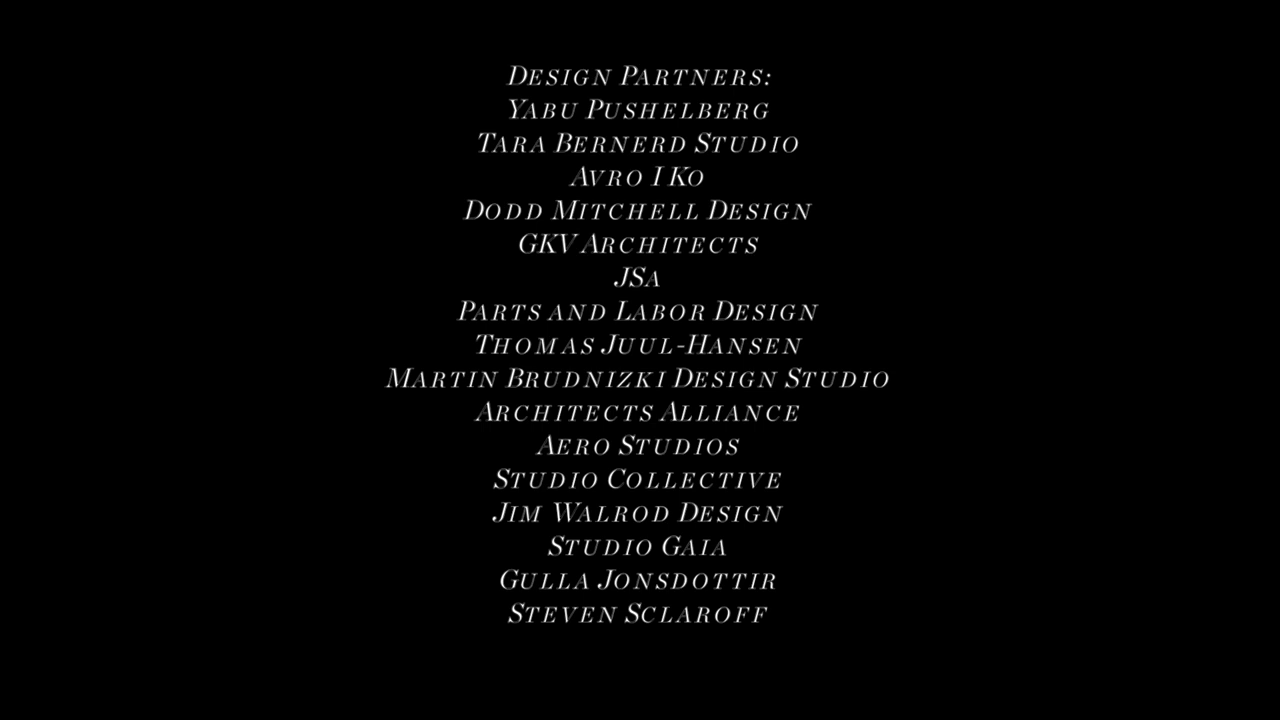 Design Partners:
Yabu Pushelberg
Tara Bernerd Studio
Avro I Ko
Dodd Mitchell Design
GKV Architects
JSa
Parts and Labor Design
Thomas Juul-Hansen
Martin Brudnizki Design Studio
Architects Alliance
Aero Studios
Studio Collective
Jim Walrod Design
Studio Gaia
Gulla Jonsdottir
Steven Sclaroff